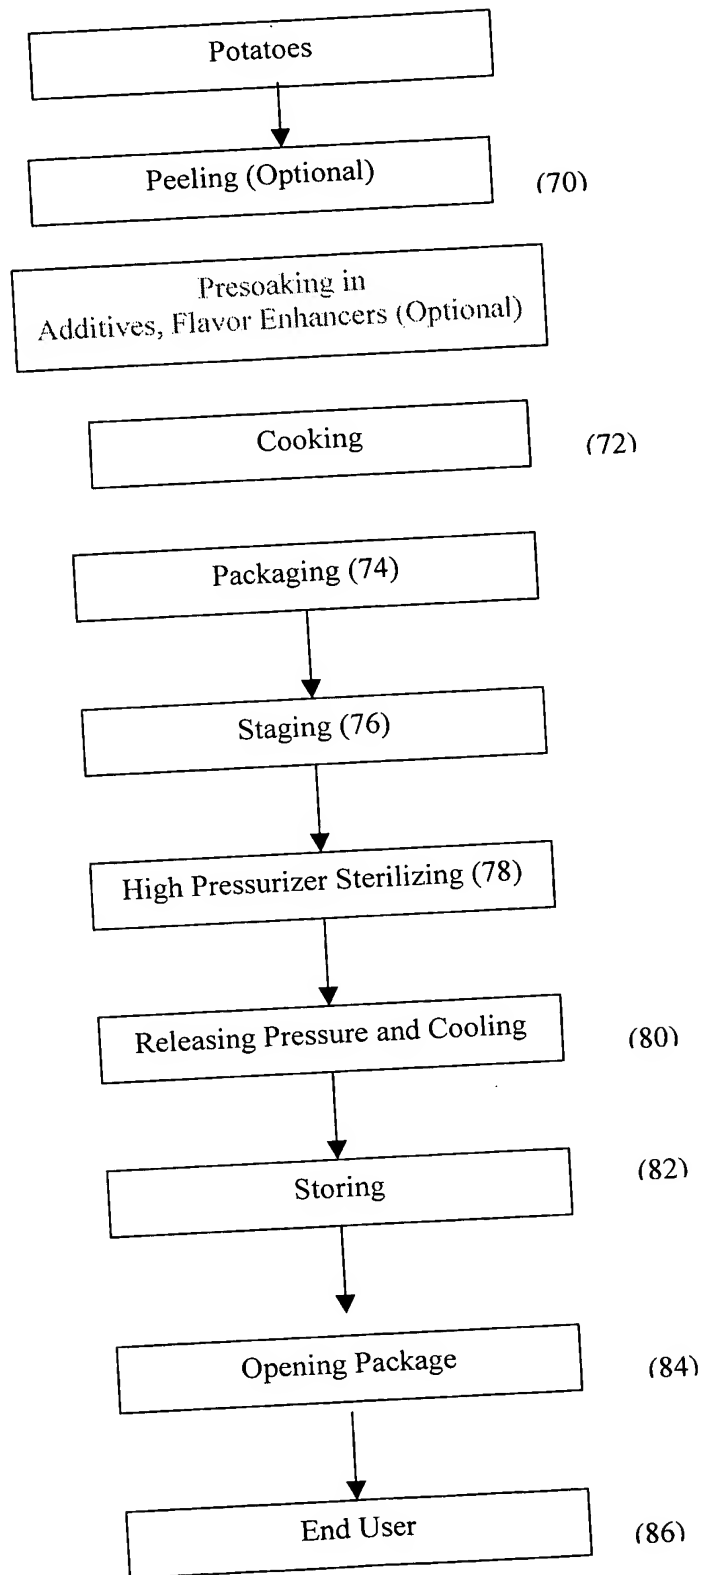 Potatoes
Peeling (Optional)
(70)
Presoaking in
Additives, Flavor Enhancers (Optional)
Cooking
(72)
Packaging (74)
Staging (76)
High Pressurizer Sterilizing (78)
Releasing Pressure and Cooling
(80)
Storing
(82)
Opening Package
(84)
End User
(86)